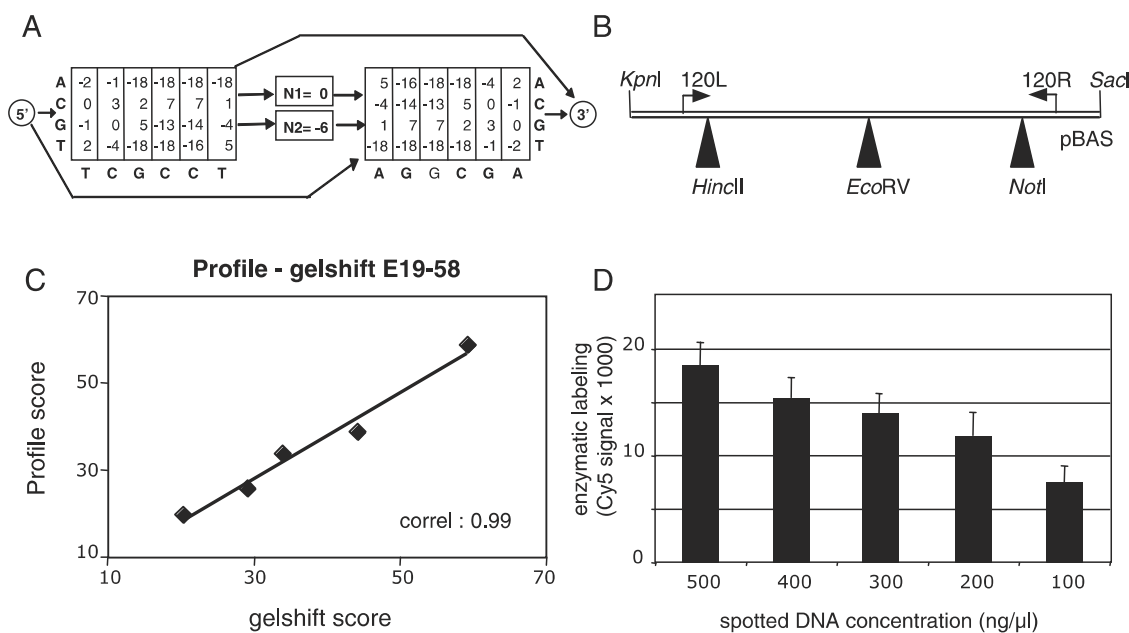 A
5'
A -2 -1 -18 -18 -18 -18
C 0 3 2 7 7 1
G -1 0 5 -13 -14 -4
T 2 -4 -18 -18 -16 5
T C G C C T
N1= 0
N2= -6
5 -16 -18 -18 -4 2 A
-4 -14 -13 5 0 -1 C
1 7 7 2 3 0 G
-18 -18 -18 -18 -1 -2 T
A G G C G A
3'
B
KpnI 120L 120R SacI
pBAS
HincII EcoRV NotI
C
Profile - gelshift E19-58
Profile score
70
50
30
10
correl : 0.99
10 30 50 70
gelshift score
D
enzymatic labeling
(Cy5 signal x 1000)
20
10
0
500 400 300 200 100
spotted DNA concentration (ng/µl)